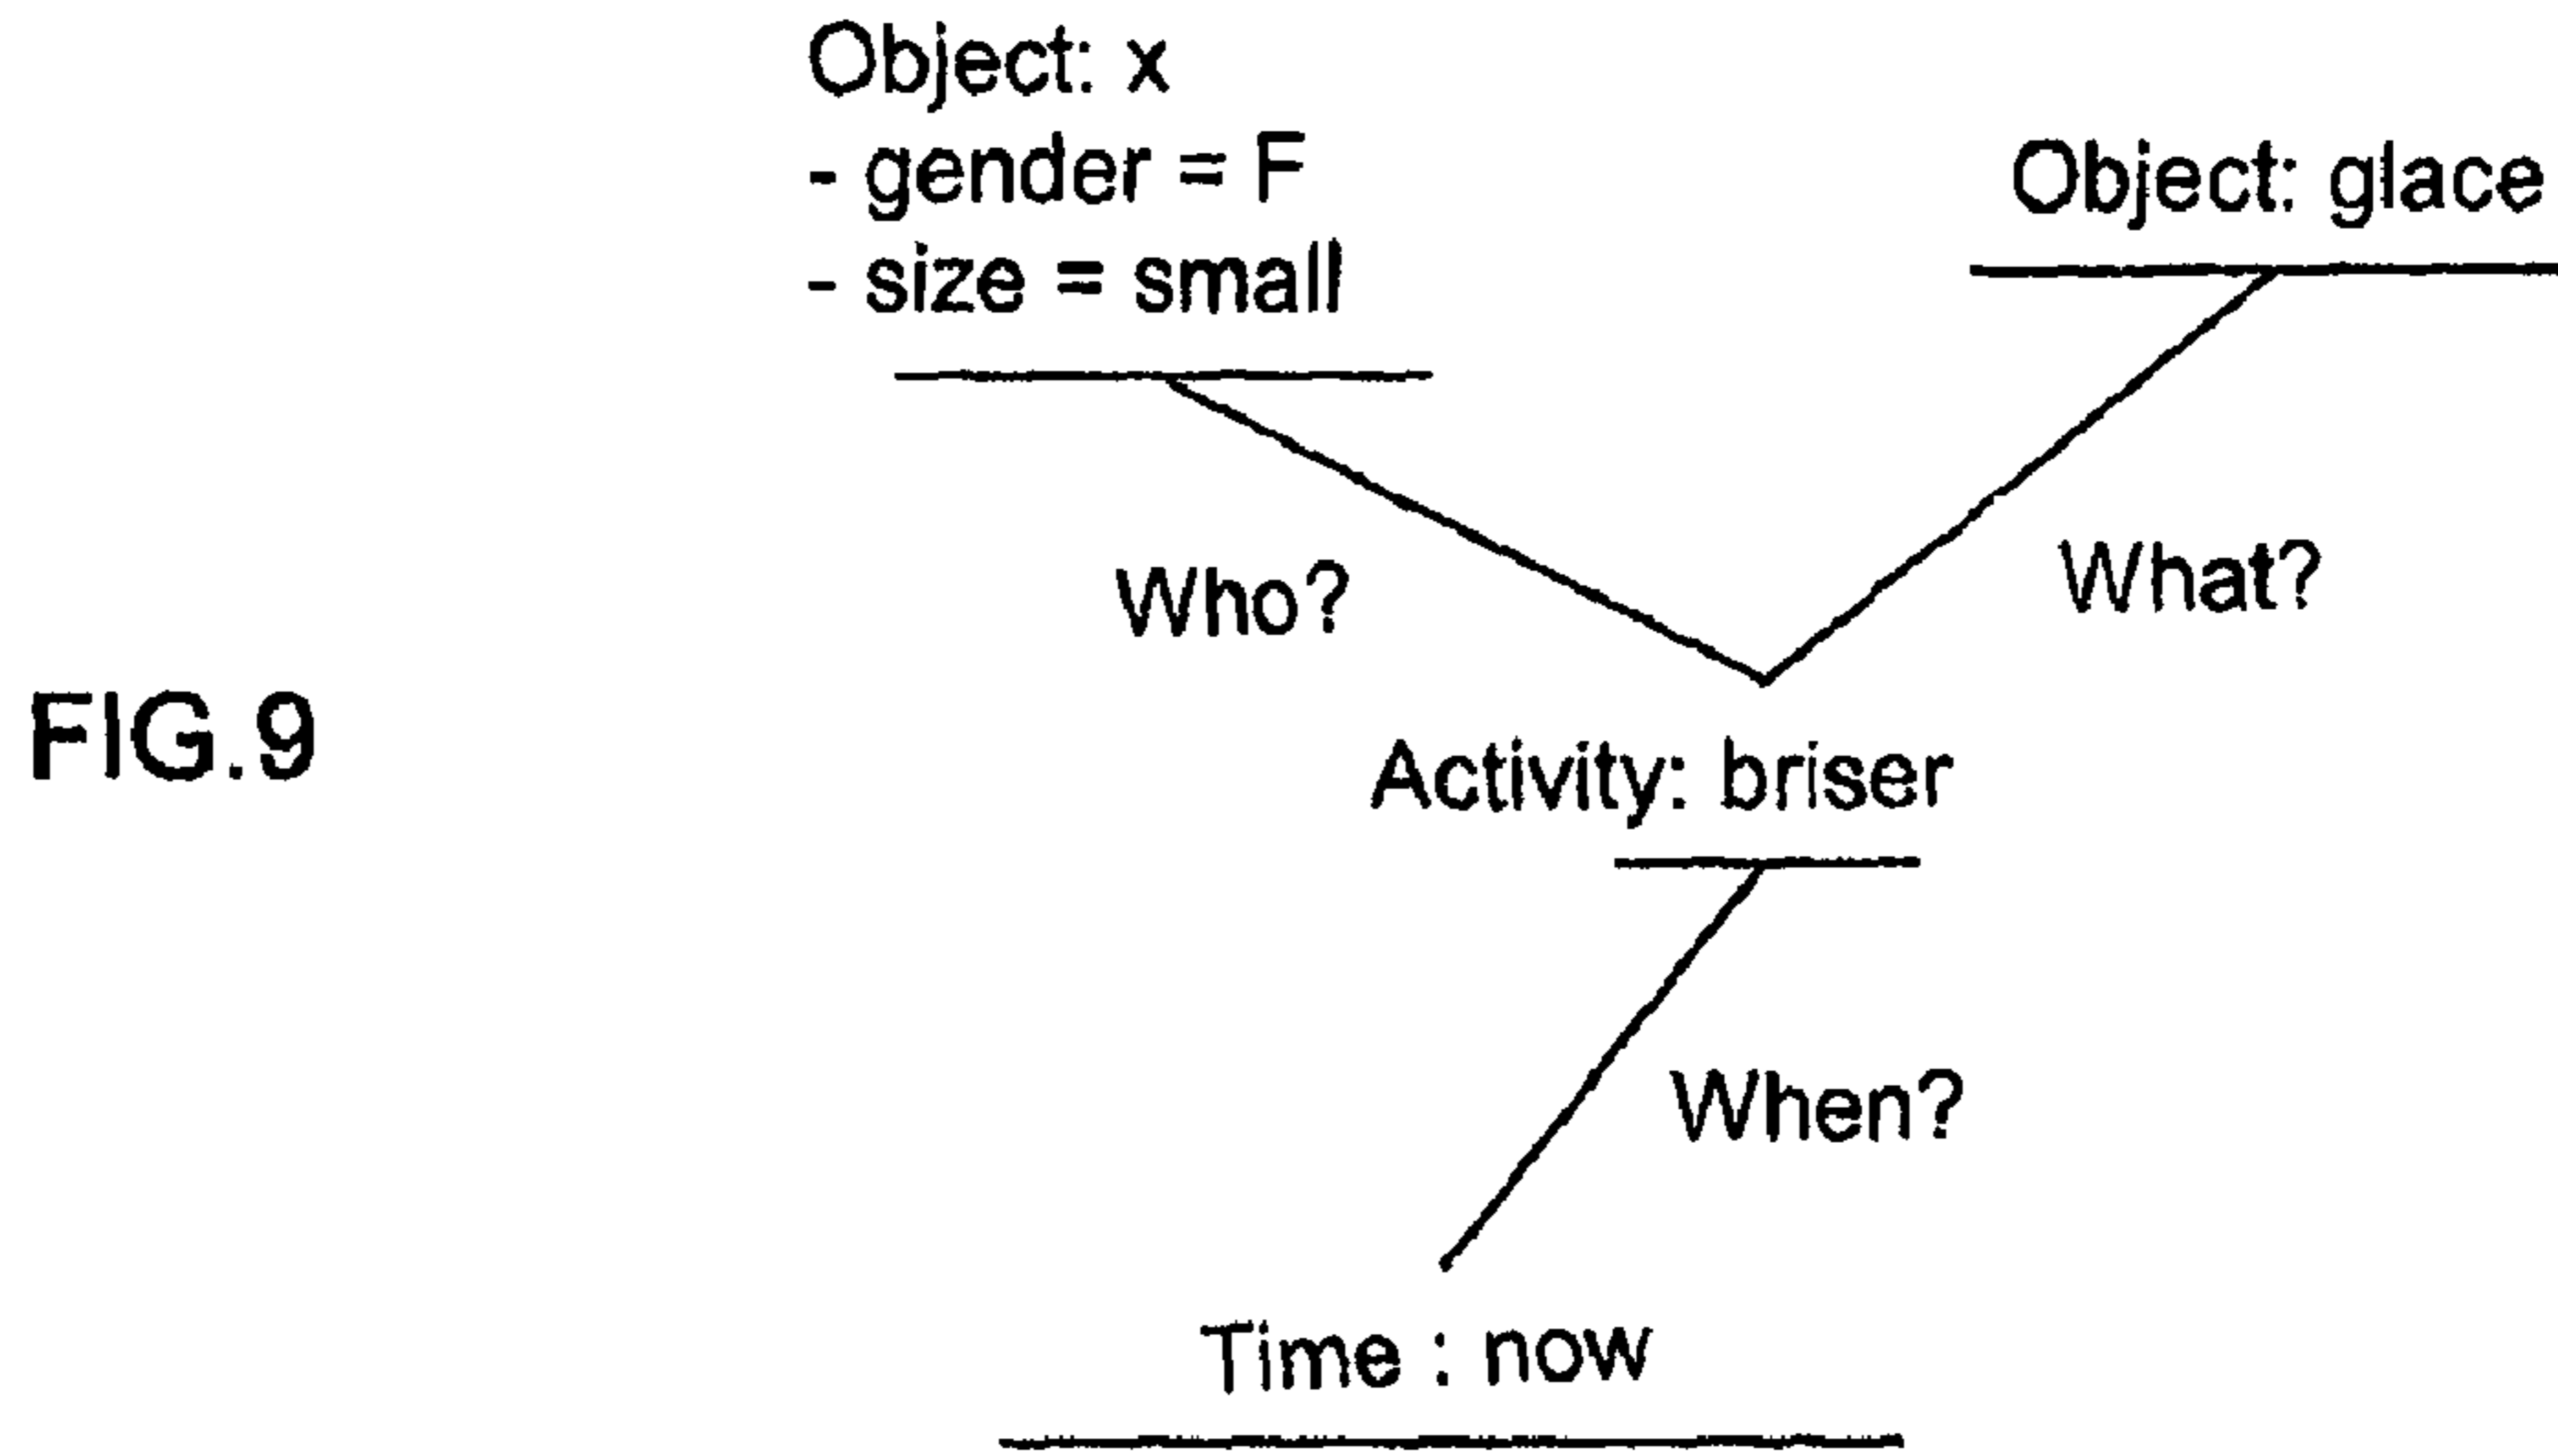 Object: x
- gender = F
- size = small
Object: glace
Who?
What?
FIG.9
Activity: briser
When?
Time : now